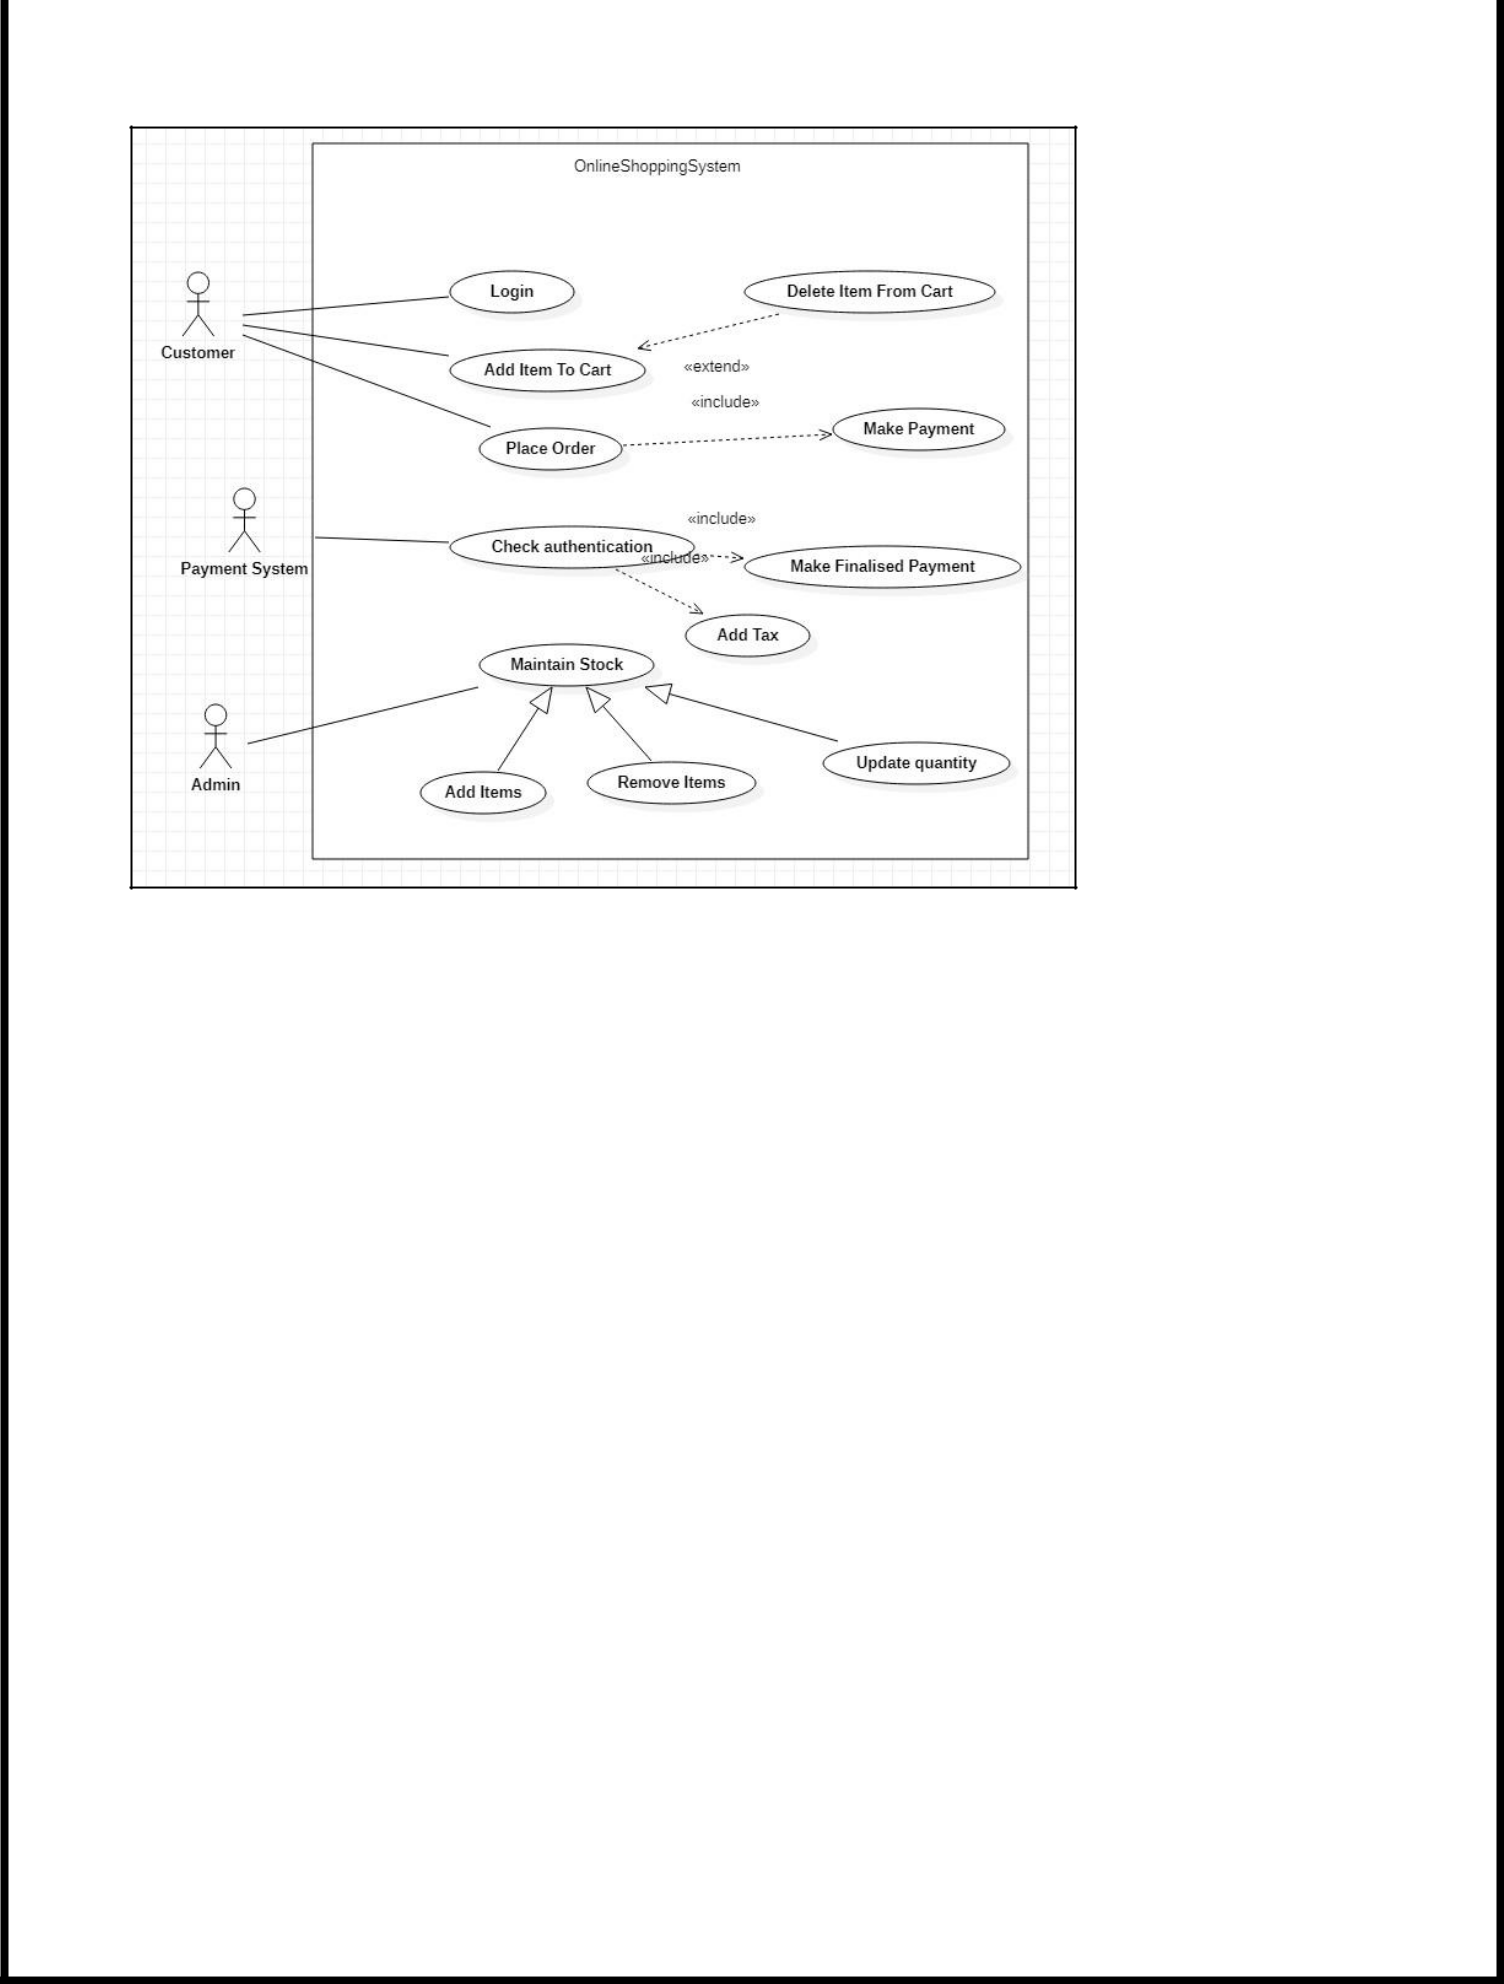 OnlineShoppingSystem
Login
Delete Item From Cart
Customer
Add Item To Cart
«extend»
«include»
Make Payment
Place Order
«include»
Check authentication
«include»
Make Finalised Payment
Payment System
Add Tax
Maintain Stock
Update quantity
Admin
Add Items
Remove Items